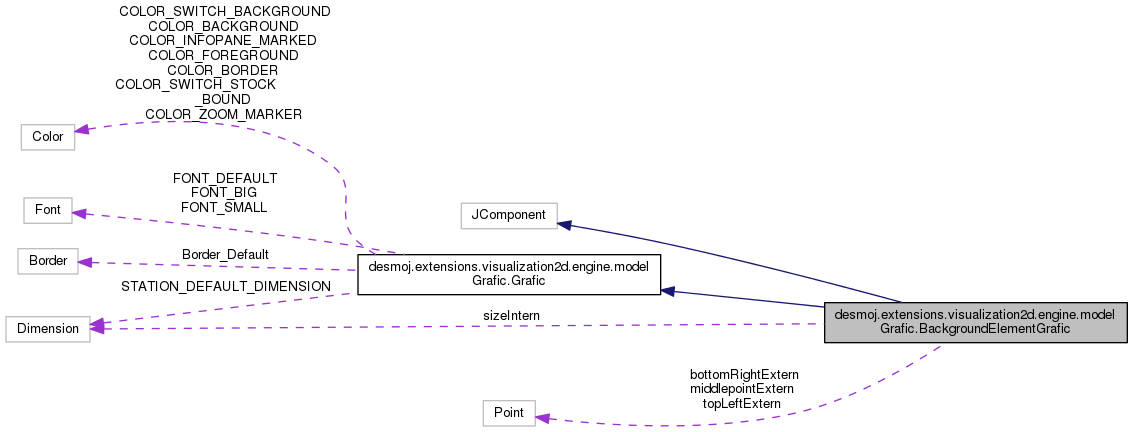 COLOR_SWITCH_BACKGROUND
COLOR_BACKGROUND
COLOR_INFOPANE_MARKED
COLOR_FOREGROUND
COLOR_BORDER
COLOR_SWITCH_STOCK
_BOUND
COLOR_ZOOM_MARKER
Color
FONT_DEFAULT
FONT_BIG
FONT_SMALL
Font
JComponent
Border_Default
Border
desmoj.extensions.visualization2d.engine.model
Grafic.Grafic
STATION_DEFAULT_DIMENSION
sizeIntern
Dimension
desmoj.extensions.visualization2d.engine.model
Grafic.BackgroundElementGrafic
bottomRightExtern
middlepointExtern
topLeftExtern
Point